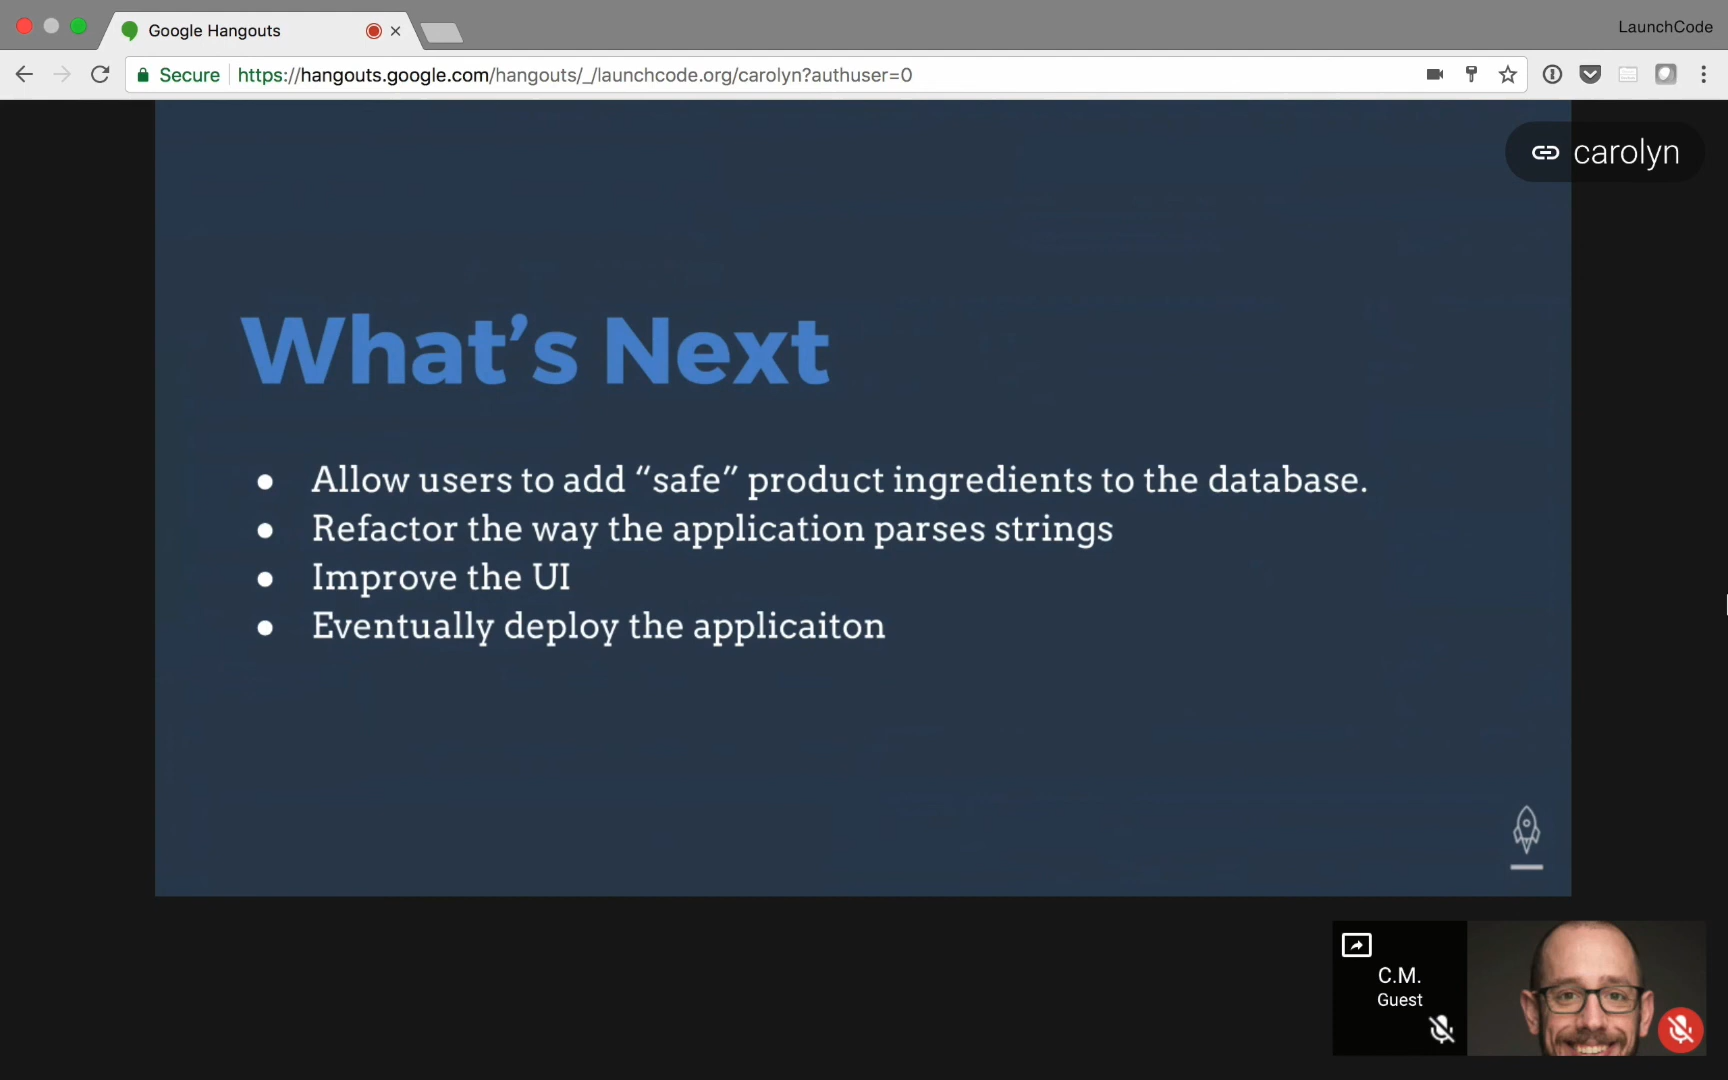 Google Hangouts
LaunchCode
Secure https://hangouts.google.com/hangouts/_/launchcode.org/carolyn?authuser=0
carolyn
What’s Next
● Allow users to add “safe” product ingredients to the database.
● Refactor the way the application parses strings
● Improve the UI
● Eventually deploy the applicaiton
C.M.
Guest